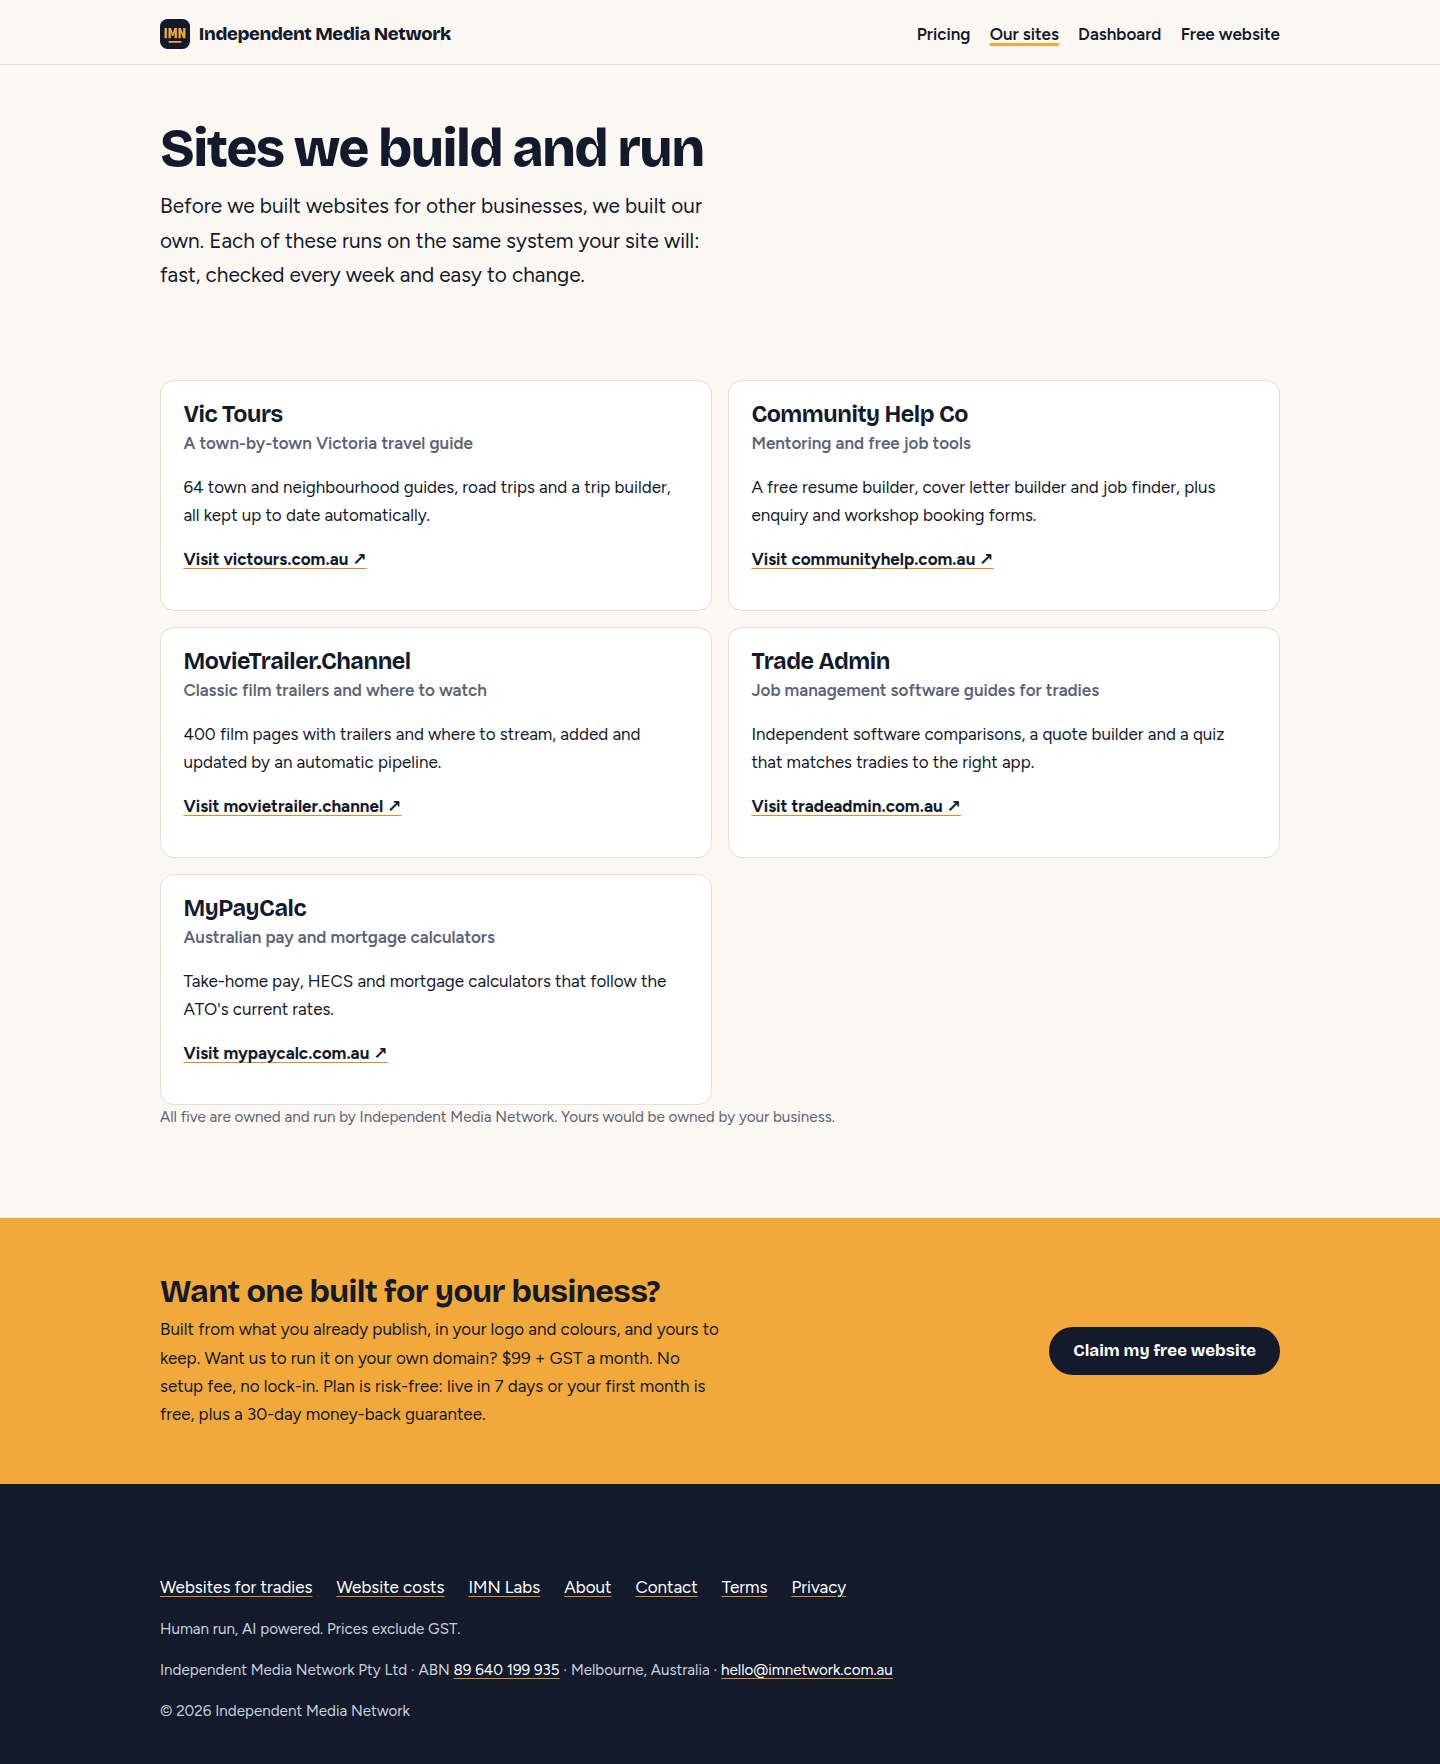 IMN Independent Media Network
Pricing Our sites Dashboard Free website
Sites we build and run
Before we built websites for other businesses, we built our
own. Each of these runs on the same system your site will:
fast, checked every week and easy to change.
Vic Tours
A town-by-town Victoria travel guide
64 town and neighbourhood guides, road trips and a trip builder,
all kept up to date automatically.
Visit victours.com.au ↗
Community Help Co
Mentoring and free job tools
A free resume builder, cover letter builder and job finder, plus
enquiry and workshop booking forms.
Visit communityhelp.com.au ↗
MovieTrailer.Channel
Classic film trailers and where to watch
400 film pages with trailers and where to stream, added and
updated by an automatic pipeline.
Visit movietrailer.channel ↗
Trade Admin
Job management software guides for tradies
Independent software comparisons, a quote builder and a quiz
that matches tradies to the right app.
Visit tradeadmin.com.au ↗
MyPayCalc
Australian pay and mortgage calculators
Take-home pay, HECS and mortgage calculators that follow the
ATO's current rates.
Visit mypaycalc.com.au ↗
All five are owned and run by Independent Media Network. Yours would be owned by your business.
Want one built for your business?
Built from what you already publish, in your logo and colours, and yours to
keep. Want us to run it on your own domain? $99 + GST a month. No
setup fee, no lock-in. Plan is risk-free: live in 7 days or your first month is
free, plus a 30-day money-back guarantee.
Claim my free website
Websites for tradies Website costs IMN Labs About Contact Terms Privacy
Human run, AI powered. Prices exclude GST.
Independent Media Network Pty Ltd · ABN 89 640 199 935 · Melbourne, Australia · hello@imnetwork.com.au
© 2026 Independent Media Network